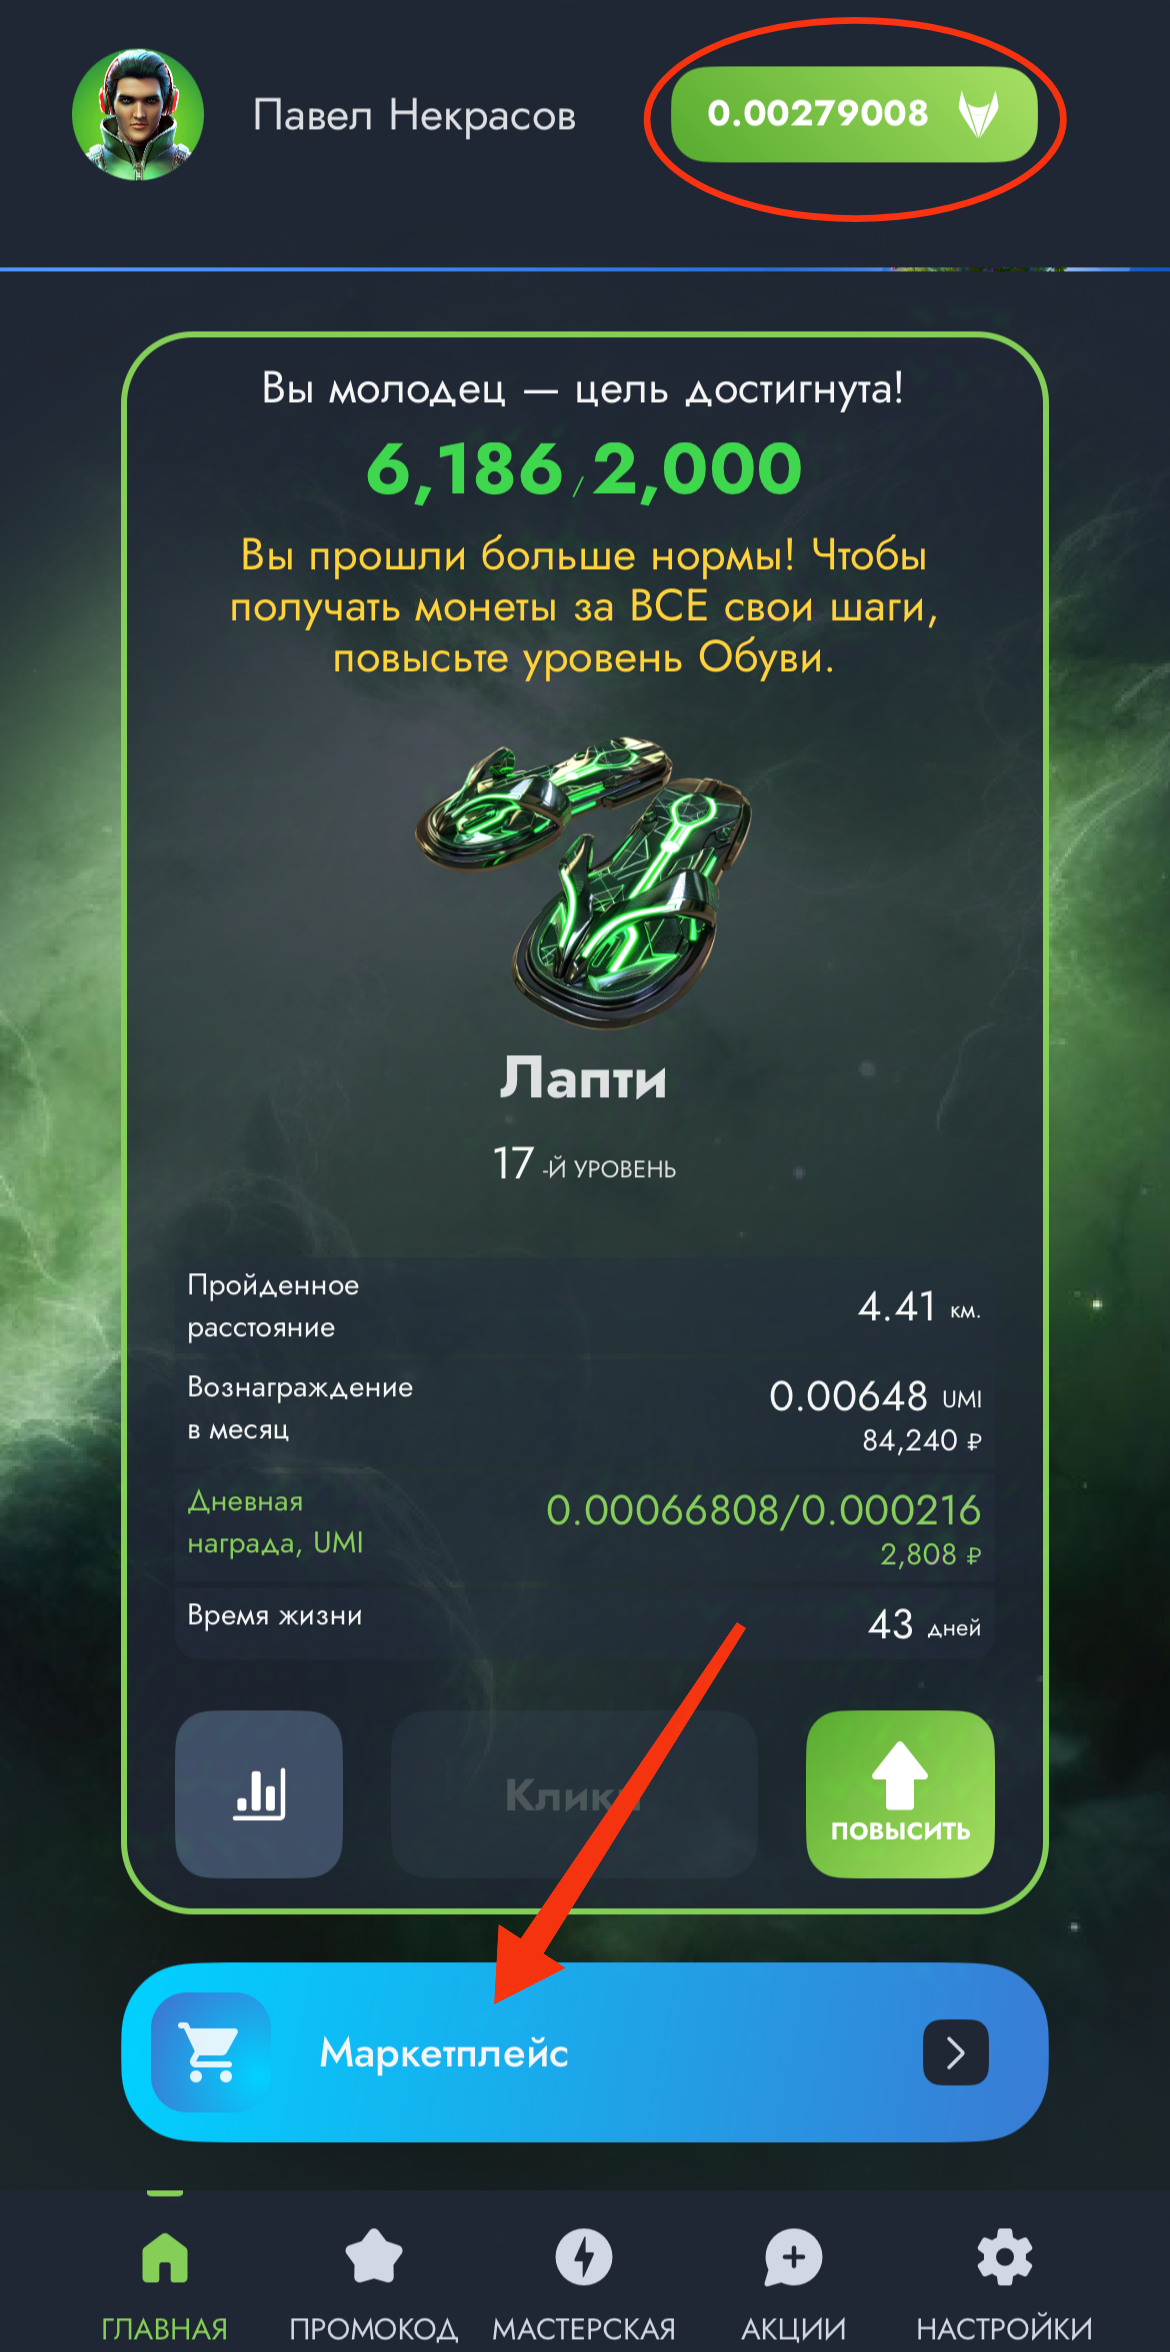 Павел Некрасов
0.00279008
Вы молодец — цель достигнута!
6,186 / 2,000
Вы прошли больше нормы! Чтобы
получать монеты за ВСЕ свои шаги,
повысьте уровень Обуви.
Лапти
17 -Й УРОВЕНЬ
Пройденное
расстояние
4.41 км.
Вознаграждение
в месяц
0.00648 UMI
84,240 ₽
Дневная
награда, UMI
0.00066808/0.000216
2,808 ₽
Время жизни
43 дней
ПОВЫСИТЬ
Маркетплейс
ГЛАВНАЯ ПРОМОКОД МАСТЕРСКАЯ АКЦИИ НАСТРОЙКИ